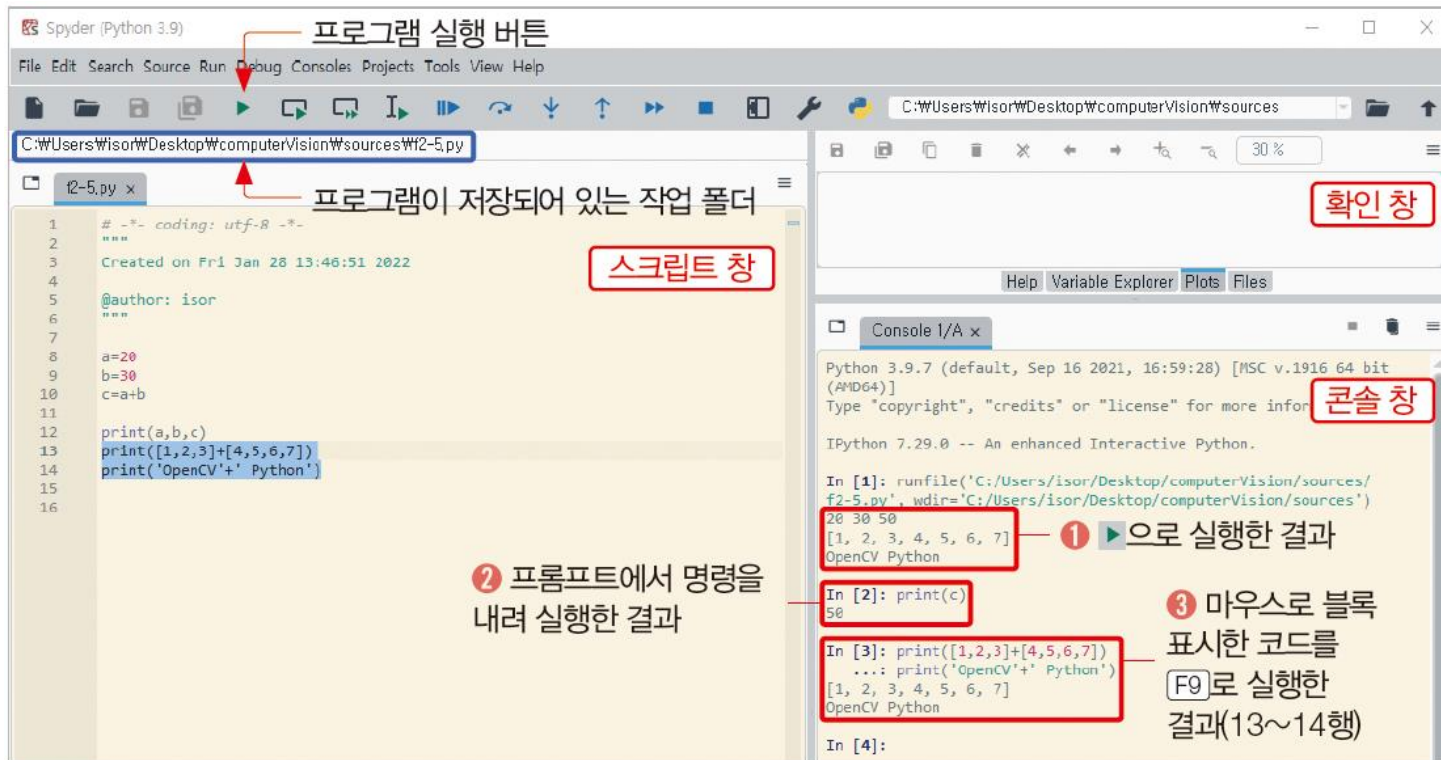 Spyder (Python 3.9)
프로그램 실행 버튼
File Edit Search Source Run Debug Consoles Projects Tools View Help
C:₩Users₩isor₩Desktop₩computerVision₩sources
C:₩Users₩isor₩Desktop₩computerVision₩sources₩f2-5.py
30 %
f2-5.py ×
프로그램이 저장되어 있는 작업 폴더
확인 창
1 # -*- coding: utf-8 -*-
2 """
3 Created on Fri Jan 28 13:46:51 2022
4
5 @author: isor
6 """
7
8 a=20
9 b=30
10 c=a+b
11
12 print(a,b,c)
13 print([1,2,3]+[4,5,6,7])
14 print('OpenCV'+' Python')
15
16
스크립트 창
Help Variable Explorer Plots Files
Console 1/A ×
Python 3.9.7 (default, Sep 16 2021, 16:59:28) [MSC v.1916 64 bit
(AMD64)]
Type "copyright", "credits" or "license" for more infor
콘솔 창
IPython 7.29.0 -- An enhanced Interactive Python.
In [1]: runfile('C:/Users/isor/Desktop/computerVision/sources/
f2-5.py', wdir='C:/Users/isor/Desktop/computerVision/sources')
20 30 50
[1, 2, 3, 4, 5, 6, 7]
OpenCV Python
❶ ▶으로 실행한 결과
❷ 프롬프트에서 명령을
내려 실행한 결과
In [2]: print(c)
50
In [3]: print([1,2,3]+[4,5,6,7])
...: print('OpenCV'+' Python')
[1, 2, 3, 4, 5, 6, 7]
OpenCV Python
❸ 마우스로 블록
표시한 코드를
F9로 실행한
결과(13~14행)
In [4]: